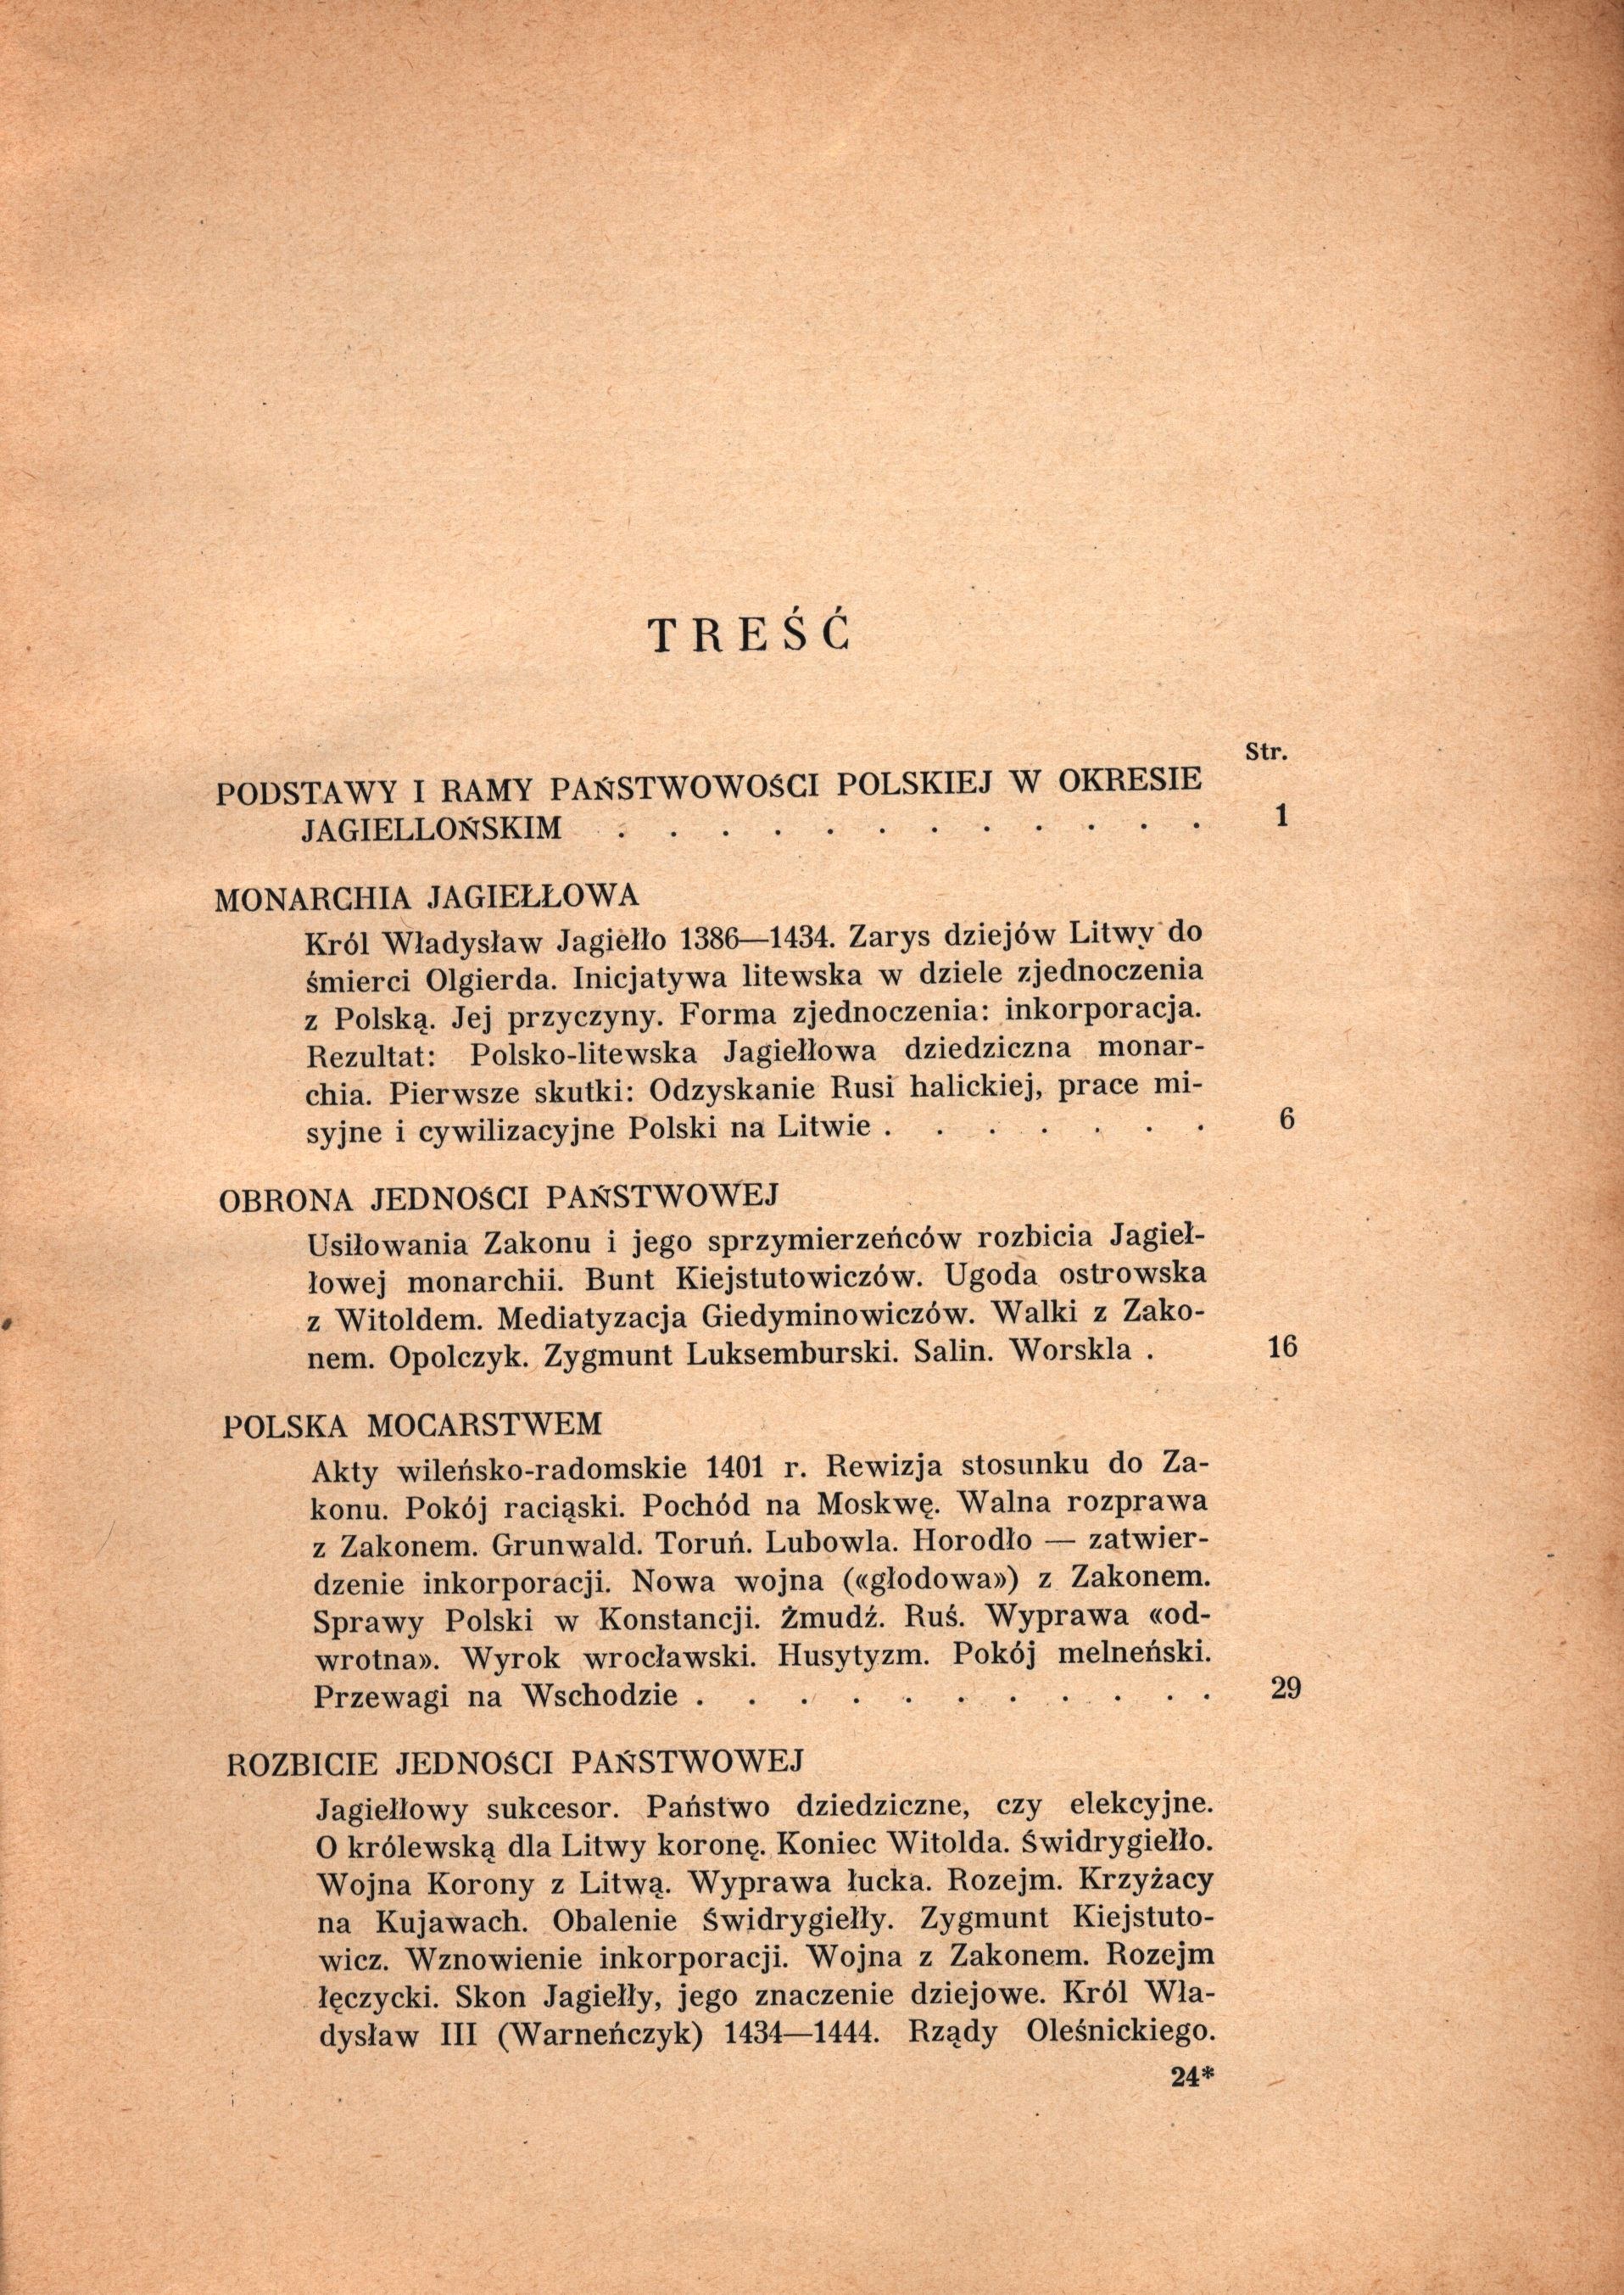 TREŚĆ
Str.
PODSTAWY I RAMY PAŃSTWOWOŚCI POLSKIEJ W OKRESIE
JAGIELLOŃSKIM . . . . . . . . . . . . 1
MONARCHIA JAGIEŁŁOWA
Król Władysław Jagiełło 1386—1434. Zarys dziejów Litwy do
śmierci Olgierda. Inicjatywa litewska w dziele zjednoczenia
z Polską. Jej przyczyny. Forma zjednoczenia: inkorporacja.
Rezultat: Polsko-litewska Jagiełłowa dziedziczna monar-
chia. Pierwsze skutki: Odzyskanie Rusi halickiej, prace mi-
syjne i cywilizacyjne Polski na Litwie . . . . . . . 6
OBRONA JEDNOŚCI PAŃSTWOWEJ
Usiłowania Zakonu i jego sprzymierzeńców rozbicia Jagieł-
łowej monarchii. Bunt Kiejstutowiczów. Ugoda ostrowska
z Witoldem. Mediatyzacja Giedyminowiczów. Walki z Zako-
nem. Opolczyk. Zygmunt Luksemburski. Salin. Worskla . 16
POLSKA MOCARSTWEM
Akty wileńsko-radomskie 1401 r. Rewizja stosunku do Za-
konu. Pokój raciąski. Pochód na Moskwę. Walna rozprawa
z Zakonem. Grunwald. Toruń. Lubowla. Horodło — zatwier-
dzenie inkorporacji. Nowa wojna («głodowa») z Zakonem.
Sprawy Polski w Konstancji. Żmudź. Ruś. Wyprawa «od-
wrotna». Wyrok wrocławski. Husytyzm. Pokój melneński.
Przewagi na Wschodzie . . . . . . . . . . . 29
ROZBICIE JEDNOŚCI PAŃSTWOWEJ
Jagiełłowy sukcesor. Państwo dziedziczne, czy elekcyjne.
O królewską dla Litwy koronę. Koniec Witolda. Świdrygiełło.
Wojna Korony z Litwą. Wyprawa łucka. Rozejm. Krzyżacy
na Kujawach. Obalenie Świdrygiełły. Zygmunt Kiejstuto-
wicz. Wznowienie inkorporacji. Wojna z Zakonem. Rozejm
łęczycki. Skon Jagiełły, jego znaczenie dziejowe. Król Wła-
dysław III (Warneńczyk) 1434—1444. Rządy Oleśnickiego.
24*